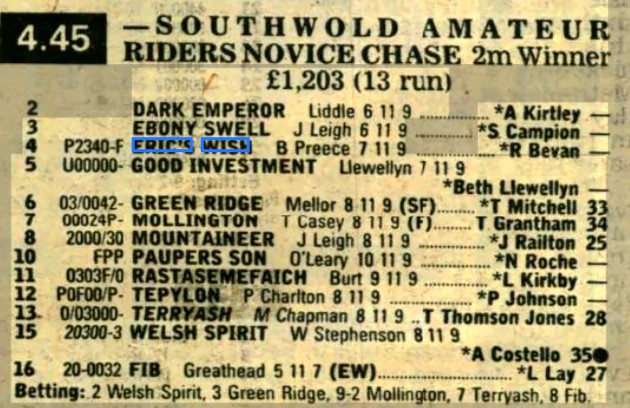 4.45 —SOUTHWOLD AMATEUR
RIDERS NOVICE CHASE 2m Winner
£1,203 (13 run)
2 DARK EMPEROR Liddle 6 11 9 ............ *A Kirtley —
3 EBONY SWELL J Leigh 6 11 9 ............ *S Campion —
4 P2340-F ERIC'S WISH B Preece 7 11 9 ............ *R Bevan —
5 U00000- GOOD INVESTMENT Llewellyn 7 11 9
*Beth Llewellyn —
6 03/0042- GREEN RIDGE Mellor 8 11 9 (SF)......... *T Mitchell 33
7 00024P- MOLLINGTON T Casey 8 11 9 (F)....... T Grantham 34
8 2000/30 MOUNTAINEER J Leigh 8 11 9 ............ *J Railton 25
10 FPP PAUPERS SON O'Leary 10 11 9 ............ *N Roche —
11 0303F/0 RASTASEMEFAICH Burt 9 11 9 ............ *L Kirkby —
12 P0F00/P- TEPYLON P Charlton 8 11 9 ............ *P Johnson —
13 0/03000- TERRYASH M Chapman 8 11 9 ..T Thomson Jones 28
15 20300-3 WELSH SPIRIT W Stephenson 8 11 9
*A Costello 35●
16 20-0032 FIB Greathead 5 11 7 (EW)............ *L Lay 27
Betting: 2 Welsh Spirit, 3 Green Ridge, 9-2 Mollington, 7 Terryash, 8 Fib.